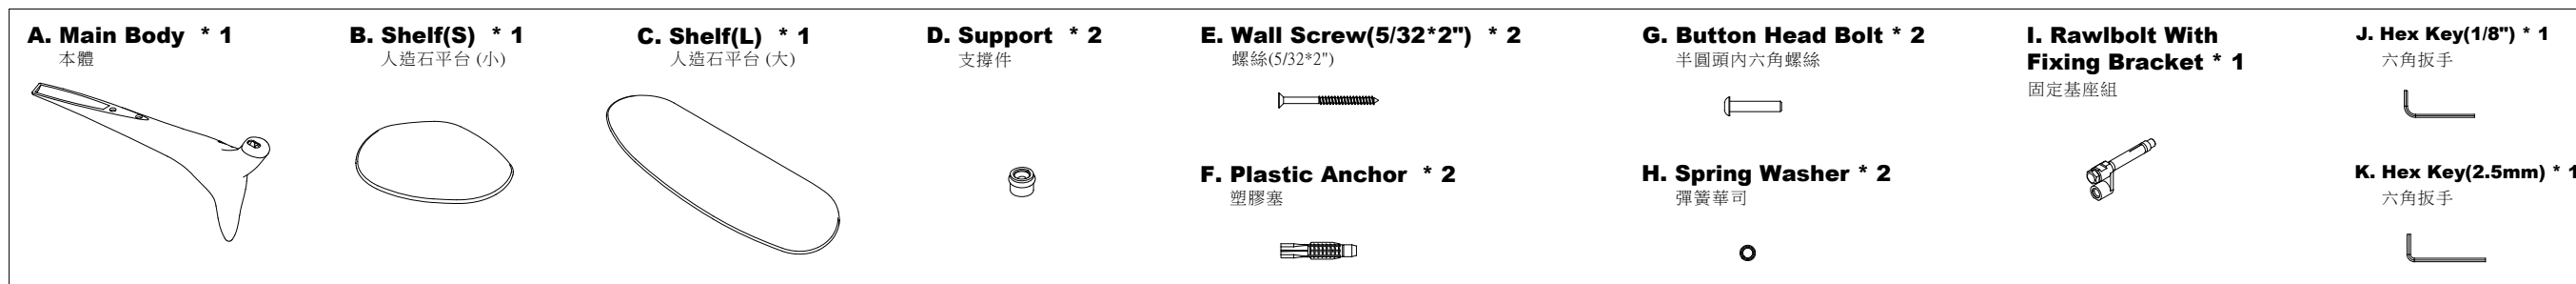 A. Main Body * 1
本體
B. Shelf(S) * 1
人造石平台 (小)
C. Shelf(L) * 1
人造石平台 (大)
D. Support * 2
支撐件
E. Wall Screw(5/32*2") * 2
螺絲(5/32*2")
F. Plastic Anchor * 2
塑膠塞
G. Button Head Bolt * 2
半圓頭內六角螺絲
H. Spring Washer * 2
彈簧華司
I. Rawlbolt With
Fixing Bracket * 1
固定基座組
J. Hex Key(1/8") * 1
六角扳手
K. Hex Key(2.5mm) * 1
六角扳手